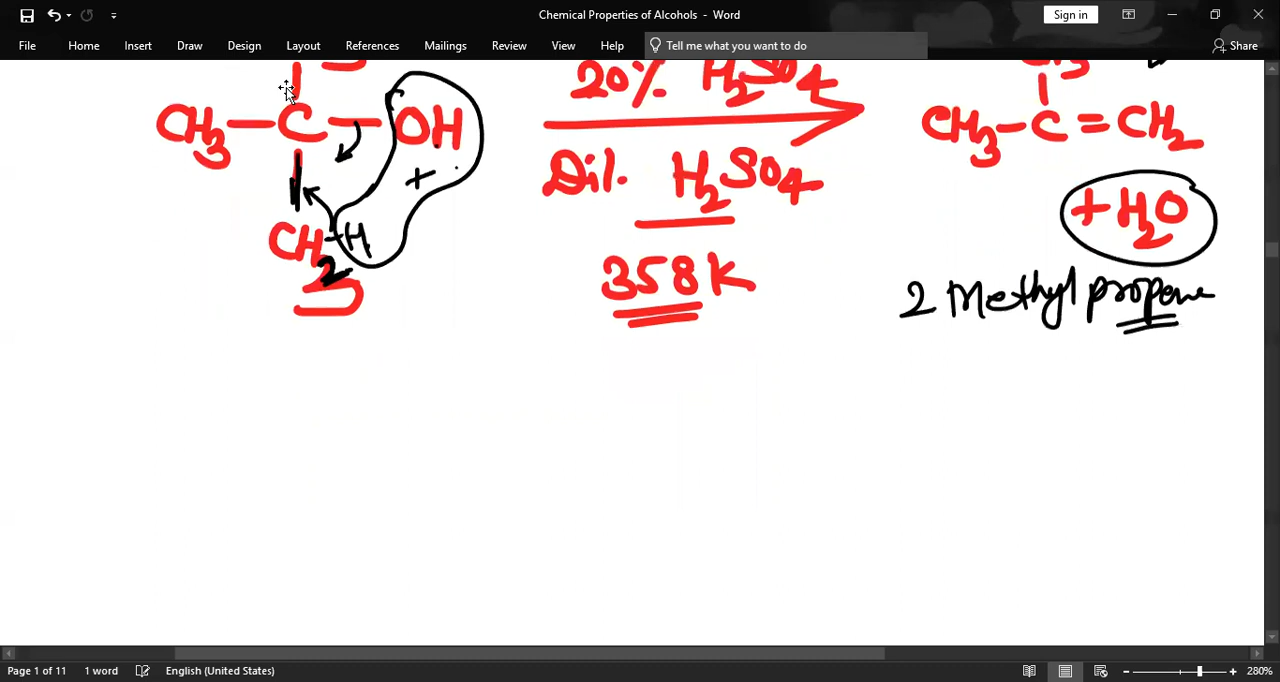 Chemical Properties of Alcohols - Word
Sign in
File Home Insert Draw Design Layout References Mailings Review View Help Tell me what you want to do Share
20% H2SO4
CH3
CH3—C—OH
CH3—C=CH2
+
Dil. H2SO4
+H2O
CH2-H
358K
2 Methyl propene
Page 1 of 11 1 word English (United States) 280%